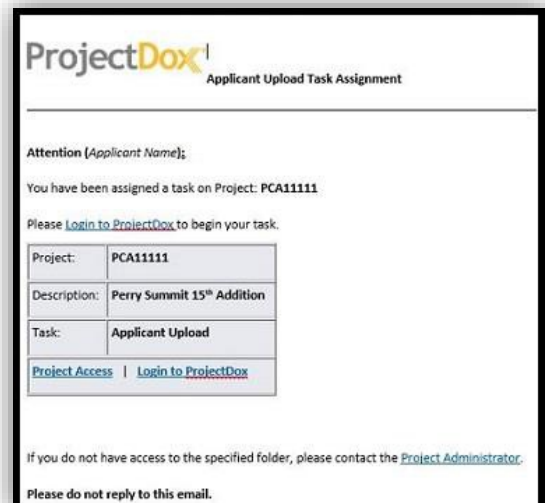 ProjectDox
Applicant Upload Task Assignment
Attention (Applicant Name);
You have been assigned a task on Project: PCA11111
Please Login to ProjectDox to begin your task.
Project: PCA11111
Description: Perry Summit 15th Addition
Task: Applicant Upload
Project Access | Login to ProjectDox
If you do not have access to the specified folder, please contact the Project Administrator.
Please do not reply to this email.